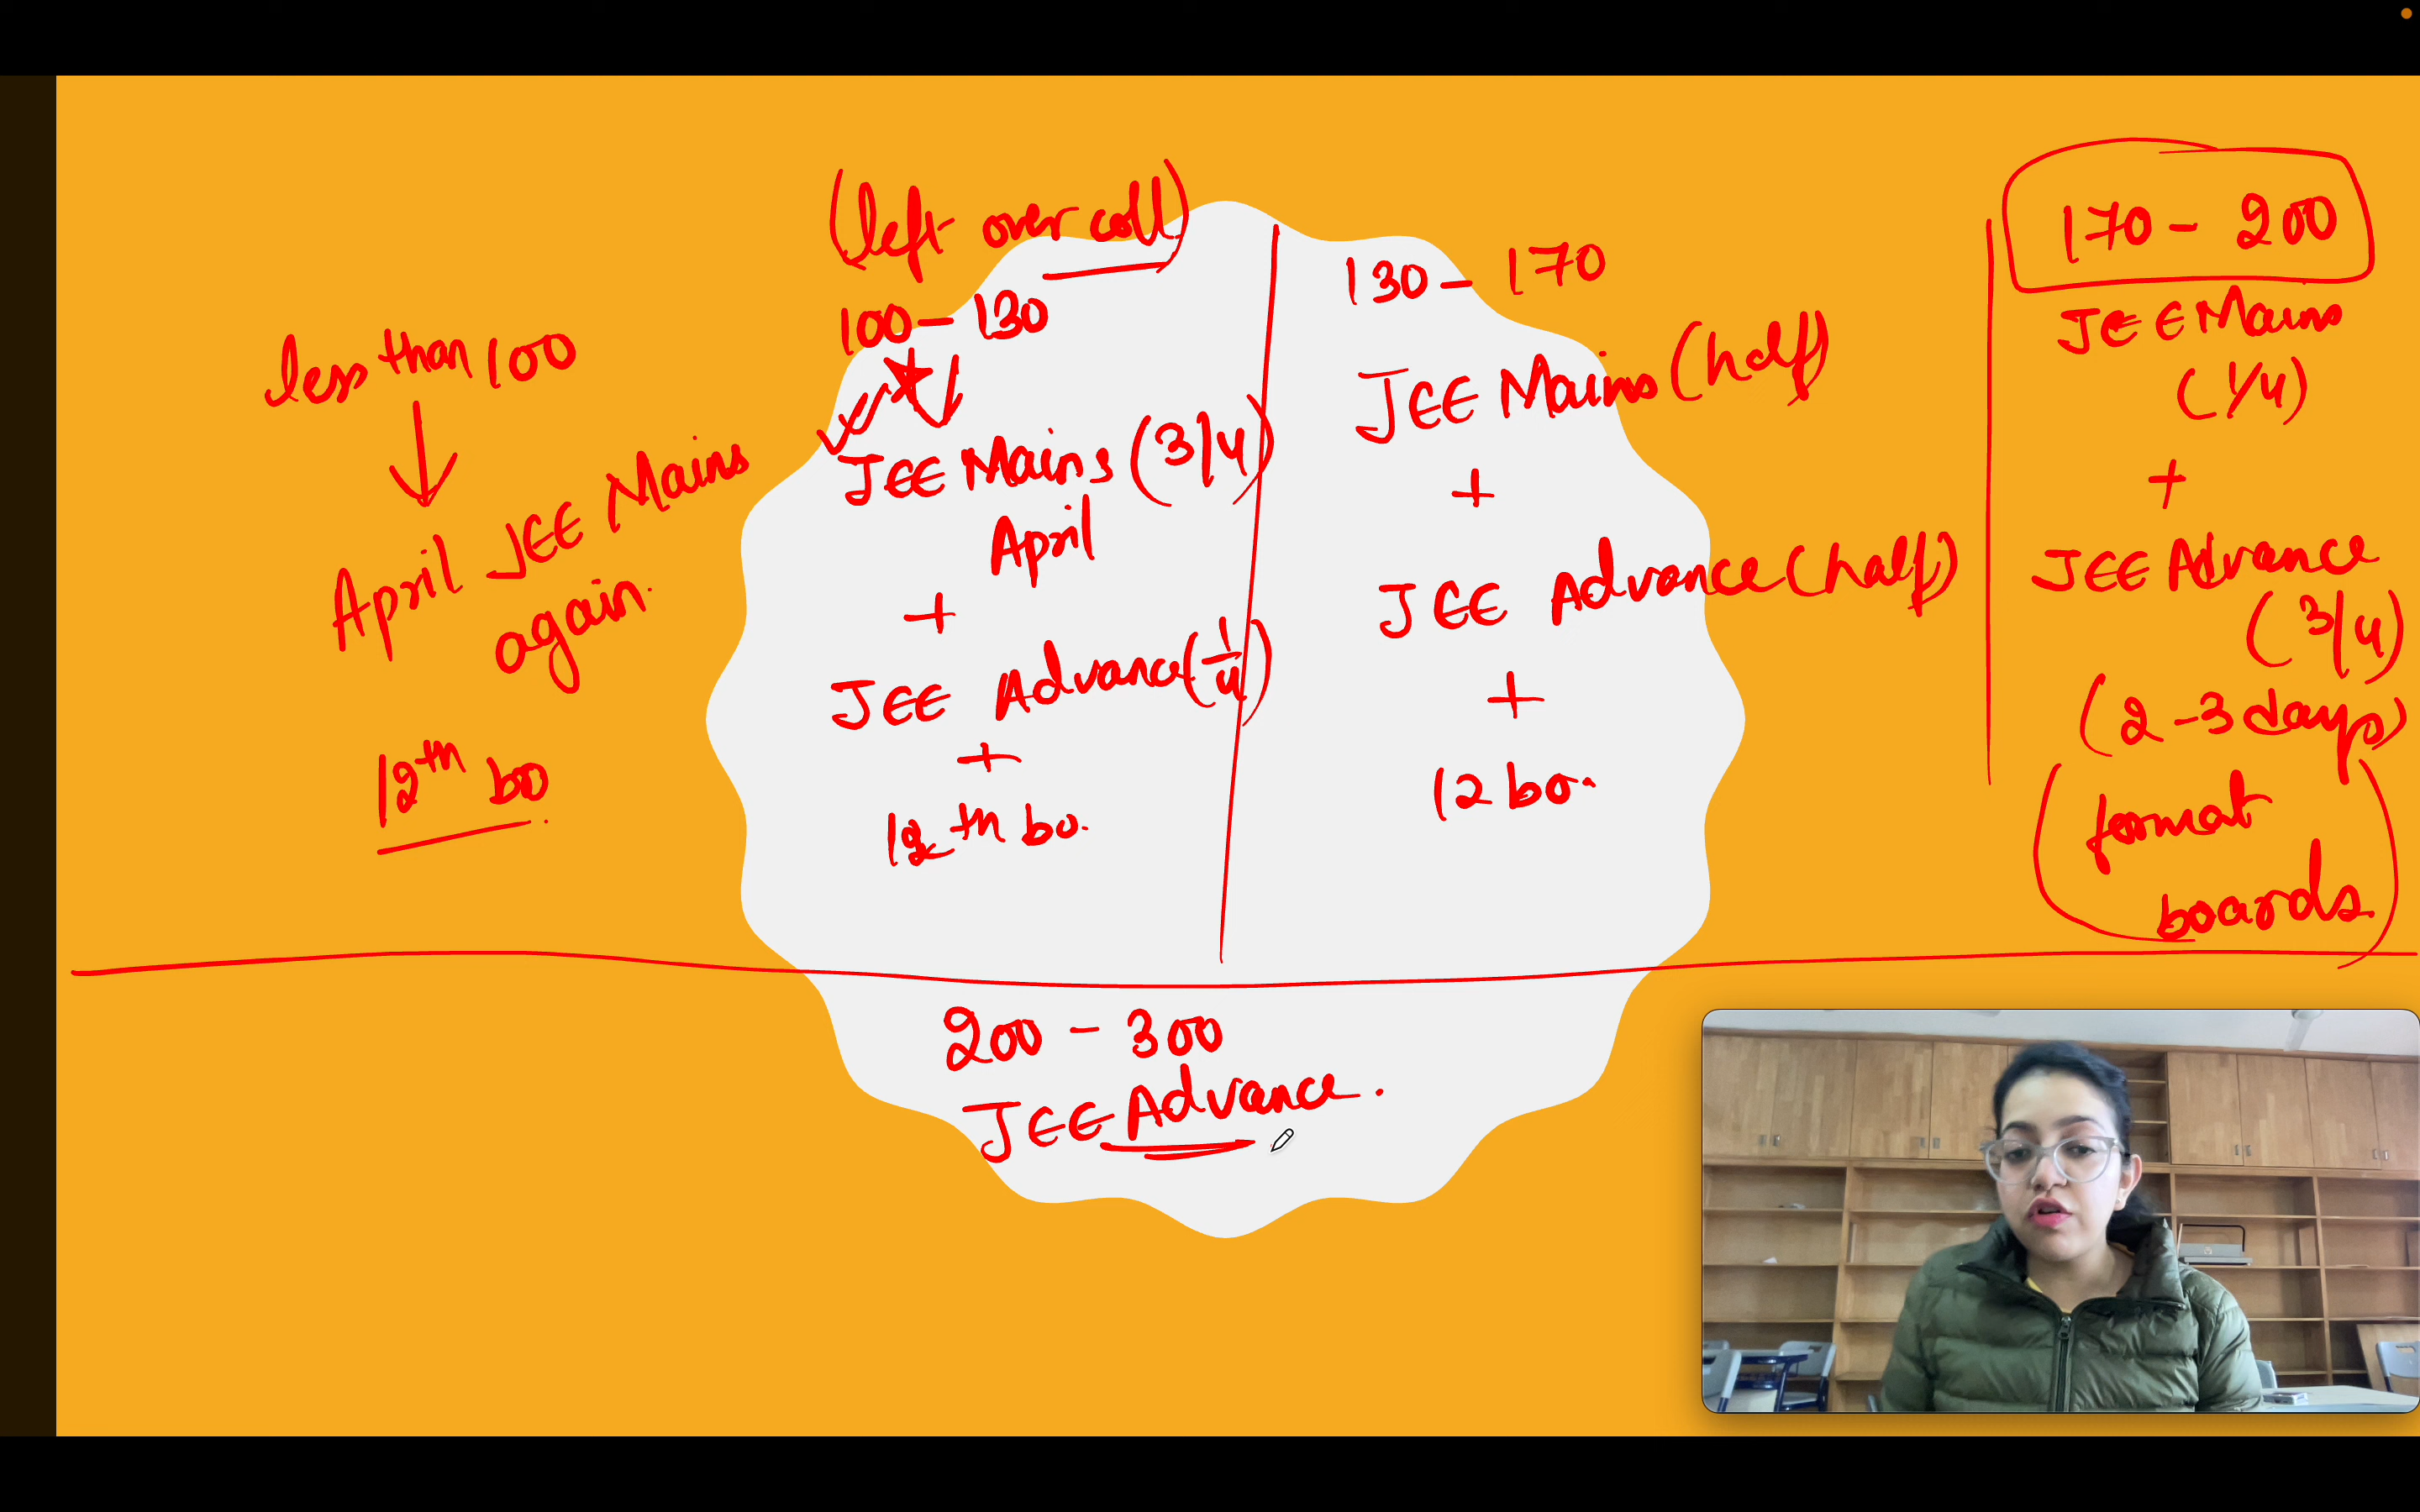 less than 100
April JEE Mains
again.
12th bo
(left over coll)
100 - 130
JEE Mains (3/4)
April
+
JEE Advance (1/4)
+
12th bo.
130 - 170
JEE Mains (half)
+
JEE Advance (half)
+
12 bo.
170 - 200
JEE Mains
(1/4)
+
JEE Advance
(3/4)
(2-3 days)
(format
boards)
200 - 300
JEE Advance.